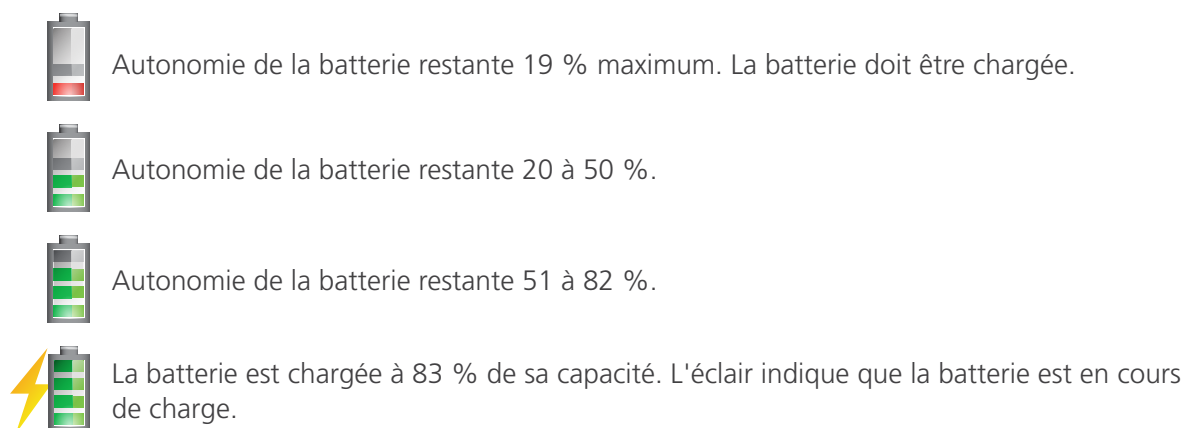 Autonomie de la batterie restante 19 % maximum. La batterie doit être chargée.
Autonomie de la batterie restante 20 à 50 %.
Autonomie de la batterie restante 51 à 82 %.
La batterie est chargée à 83 % de sa capacité. L'éclair indique que la batterie est en cours
de charge.